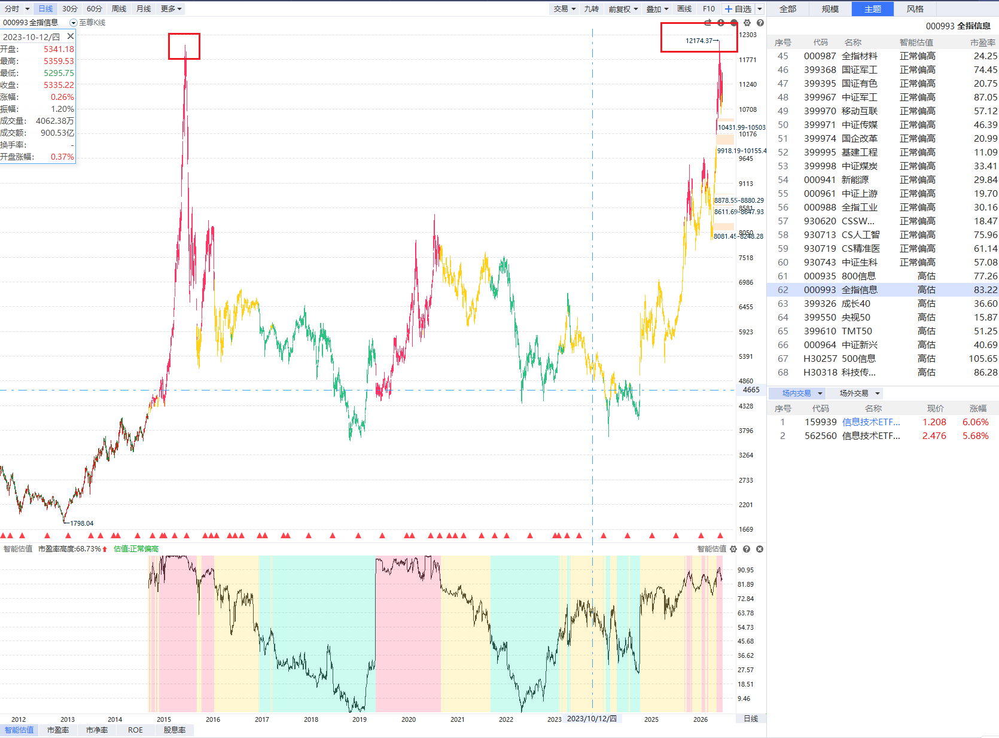 分时 日线 30分 60分 周线 月线 更多 交易 九转 前复权 叠加 画线 F10 自选
全部 规模 主题 风格
000993 全指信息 至尊K线
000993 全指信息
2023-10-12/四
开盘: 5341.18
最高: 5359.53
最低: 5295.75
收盘: 5335.22
涨幅: 0.26%
振幅: 1.20%
成交量: 4062.38万
成交额: 900.53亿
换手率: -
开盘涨幅: 0.37%
12174.37
1798.04
12303
11771
11240
10708
10431.99-10503.
10176
9918.19-10155.4
9645
9113
8878.55-8880.29
8581
8611.69-8647.93
8050
8081.45-8248.28
7518
6986
6455
5923
5391
4860
4665
4328
3796
3264
2733
2201
1669
智能估值 市盈率高度:68.73% 估值:正常偏高 智能估值
90.95
81.89
72.84
63.78
54.73
45.68
36.62
27.57
18.51
9.46
2012 2013 2014 2015 2016 2017 2018 2019 2020 2021 2022 2023 2023/10/12/四 2025 2026 日线
智能估值 市盈率 市净率 ROE 股息率
序号 代码 名称 智能估值 市盈率
45 000987 全指材料 正常偏高 24.25
46 399368 国证军工 正常偏高 74.45
47 399395 国证有色 正常偏高 20.75
48 399967 中证军工 正常偏高 87.05
49 399970 移动互联 正常偏高 57.12
50 399971 中证传媒 正常偏高 46.39
51 399974 国企改革 正常偏高 20.99
52 399995 基建工程 正常偏高 11.09
53 399998 中证煤炭 正常偏高 33.41
54 000941 新能源 正常偏高 29.84
55 000961 中证上游 正常偏高 19.70
56 000988 全指工业 正常偏高 30.16
57 930620 CSSW... 正常偏高 18.47
58 930713 CS人工智 正常偏高 75.96
59 930719 CS精准医 正常偏高 61.14
60 930743 中证生科 正常偏高 57.08
61 000935 800信息 高估 77.26
62 000993 全指信息 高估 83.22
63 399326 成长40 高估 36.60
64 399550 央视50 高估 15.87
65 399610 TMT50 高估 51.25
66 000964 中证新兴 高估 40.69
67 H30257 500信息 高估 105.65
68 H30318 科技传... 高估 86.28
场内交易 场外交易
序号 代码 名称 现价 涨幅
1 159939 信息技术ETF... 1.208 6.06%
2 562560 信息技术ETF... 2.476 5.68%